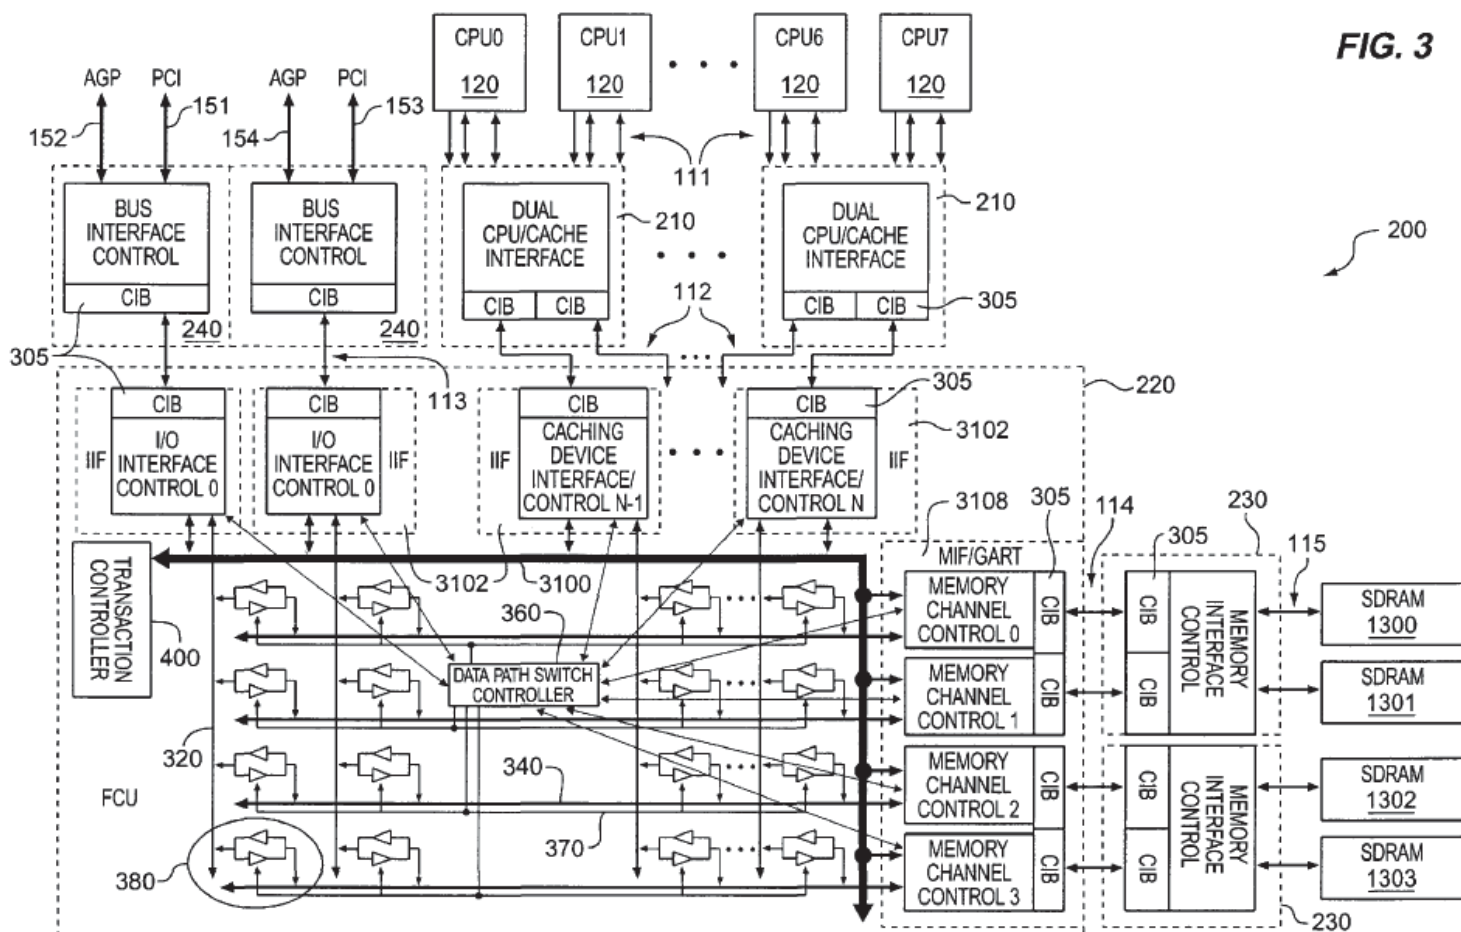 FIG. 3
CPU0
120
CPU1
120
CPU6
120
CPU7
120
AGP
PCI
AGP
PCI
152
151
154
153
111
200
BUS
INTERFACE
CONTROL
CIB
240
BUS
INTERFACE
CONTROL
CIB
240
DUAL
CPU/CACHE
INTERFACE
CIB
CIB
210
DUAL
CPU/CACHE
INTERFACE
CIB
CIB
210
305
112
305
113
220
CIB
I/O
INTERFACE
CONTROL 0
IIF
CIB
I/O
INTERFACE
CONTROL 0
IIF
IIF
CIB
CACHING
DEVICE
INTERFACE/
CONTROL N-1
CIB
CACHING
DEVICE
INTERFACE/
CONTROL N
IIF
305
3102
3108
305
114
230
115
TRANSACTION
CONTROLLER
400
3102
3100
360
DATA PATH SWITCH
CONTROLLER
MIF/GART
MEMORY
CHANNEL
CONTROL 0
CIB
MEMORY
CHANNEL
CONTROL 1
CIB
MEMORY
CHANNEL
CONTROL 2
CIB
MEMORY
CHANNEL
CONTROL 3
CIB
305
CIB
CIB
MEMORY
INTERFACE
CONTROL
CIB
CIB
MEMORY
INTERFACE
CONTROL
230
SDRAM
1300
SDRAM
1301
SDRAM
1302
SDRAM
1303
320
340
370
FCU
380